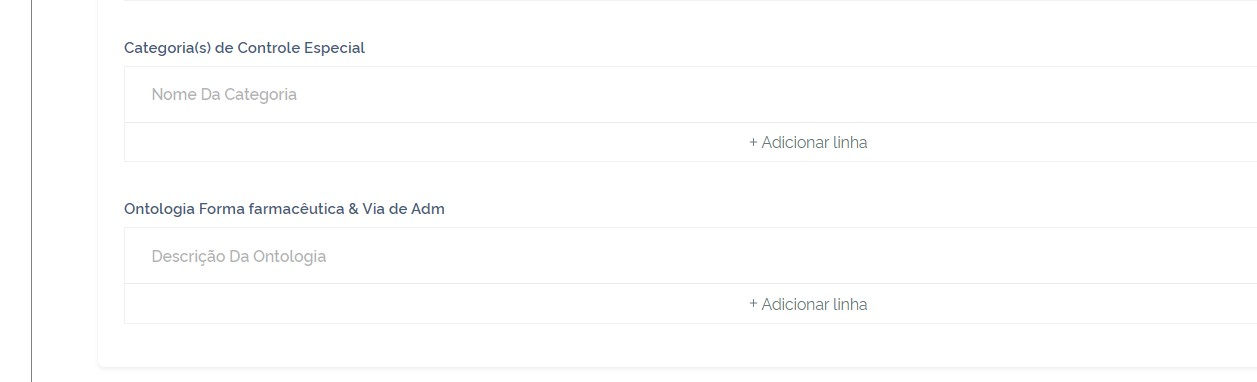 Categoria(s) de Controle Especial
Nome Da Categoria
+ Adicionar linha
Ontologia Forma farmacêutica & Via de Adm
Descrição Da Ontologia
+ Adicionar linha